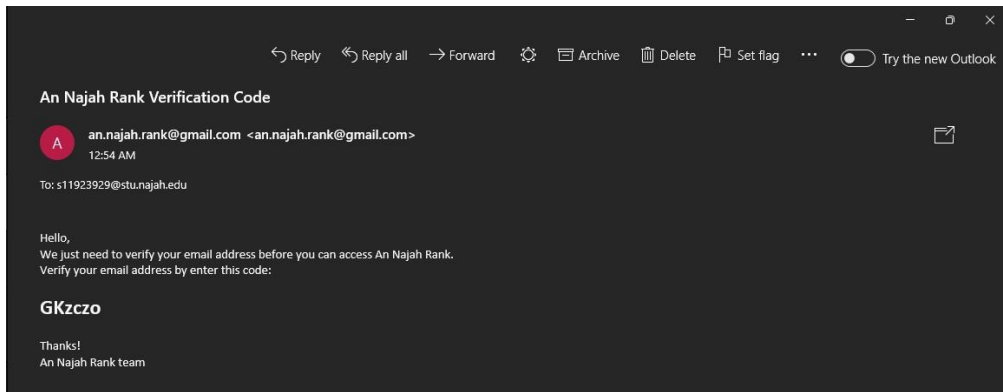 Reply Reply all Forward Archive Delete Set flag ... Try the new Outlook
An Najah Rank Verification Code
A
an.najah.rank@gmail.com <an.najah.rank@gmail.com>
12:54 AM
To: s11923929@stu.najah.edu
Hello,
We just need to verify your email address before you can access An Najah Rank.
Verify your email address by enter this code:
GKzczo
Thanks!
An Najah Rank team